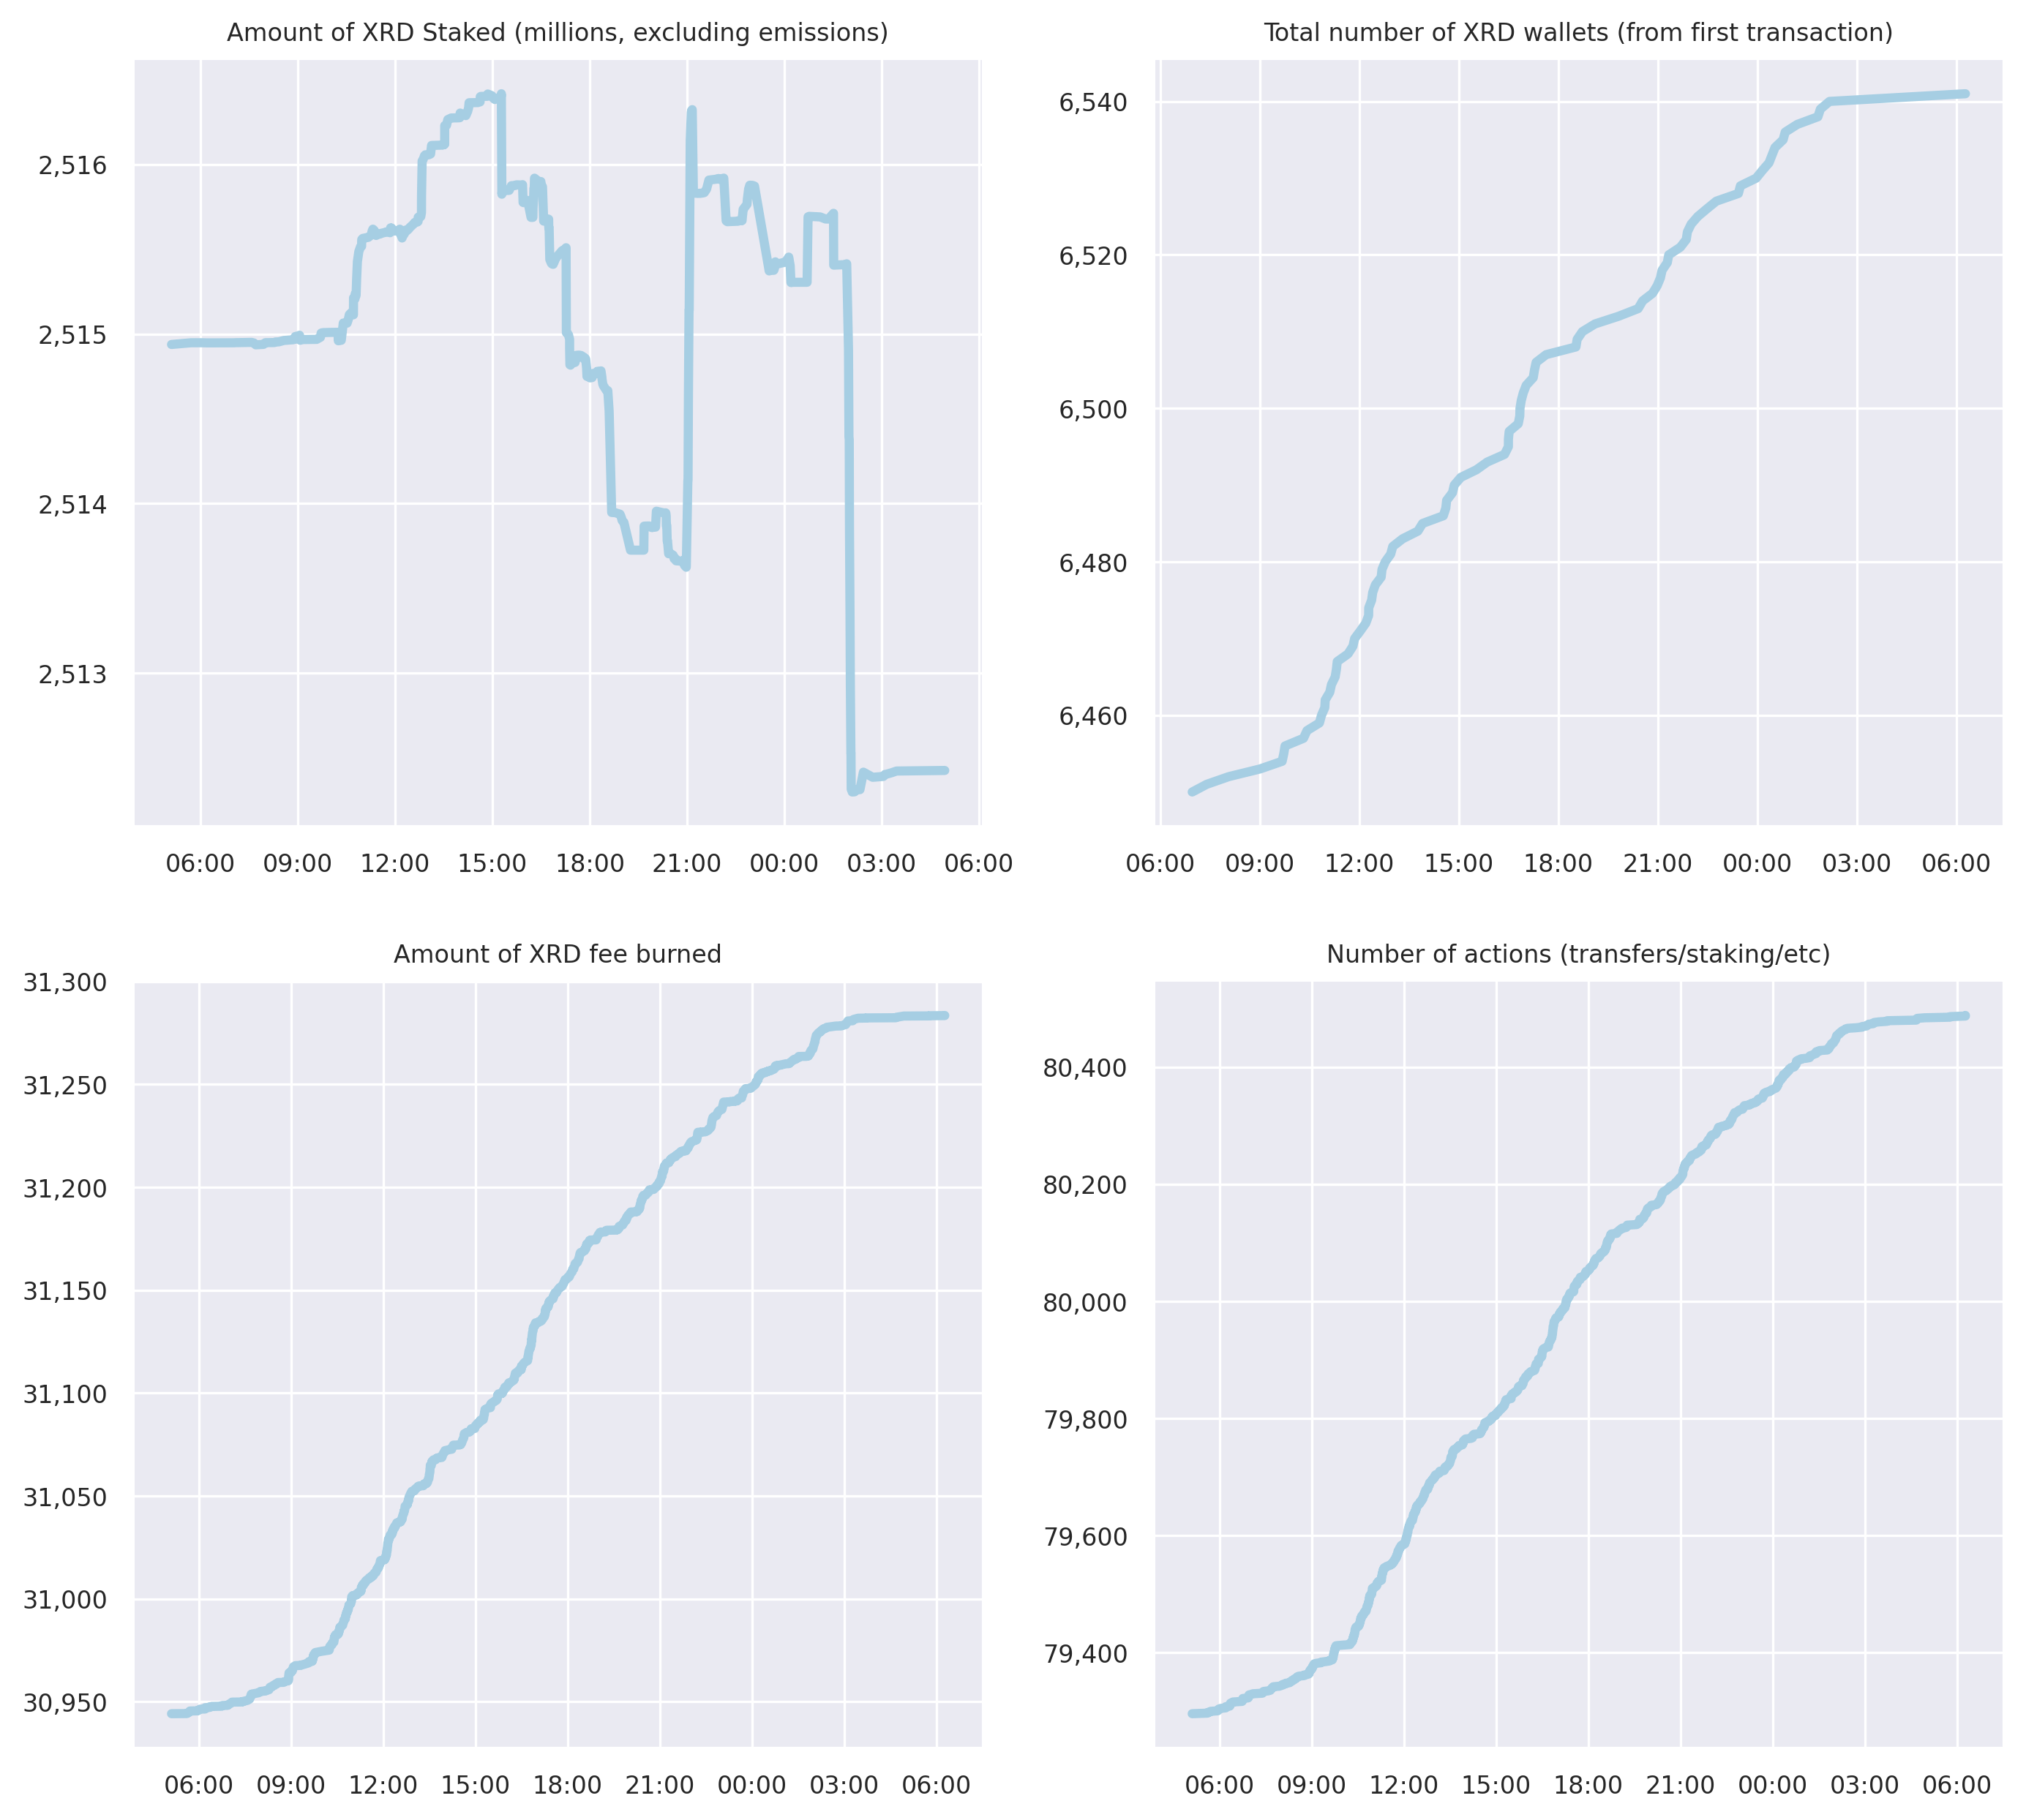 Amount of XRD Staked (millions, excluding emissions)
2,516
2,515
2,514
2,513
06:00 09:00 12:00 15:00 18:00 21:00 00:00 03:00 06:00
Total number of XRD wallets (from first transaction)
6,540
6,520
6,500
6,480
6,460
06:00 09:00 12:00 15:00 18:00 21:00 00:00 03:00 06:00
Amount of XRD fee burned
31,300
31,250
31,200
31,150
31,100
31,050
31,000
30,950
06:00 09:00 12:00 15:00 18:00 21:00 00:00 03:00 06:00
Number of actions (transfers/staking/etc)
80,400
80,200
80,000
79,800
79,600
79,400
06:00 09:00 12:00 15:00 18:00 21:00 00:00 03:00 06:00